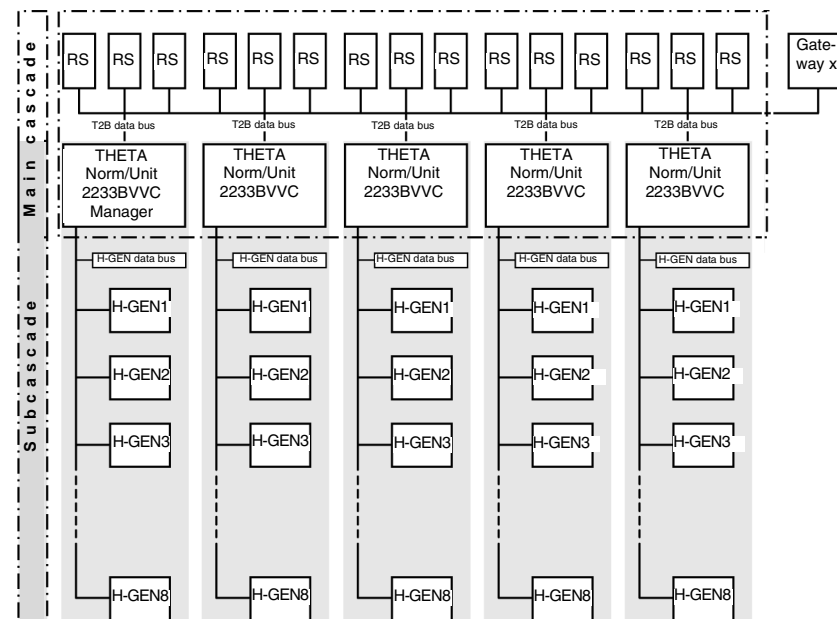 Main cascade
Subcascade
RS RS RS RS RS RS RS RS RS RS RS RS RS RS RS
Gate-
way x
T2B data bus T2B data bus T2B data bus T2B data bus T2B data bus
THETA THETA THETA THETA THETA
Norm/Unit Norm/Unit Norm/Unit Norm/Unit Norm/Unit
2233BVVC 2233BVVC 2233BVVC 2233BVVC 2233BVVC
Manager
H-GEN data bus H-GEN data bus H-GEN data bus H-GEN data bus H-GEN data bus
H-GEN1 H-GEN1 H-GEN1 H-GEN1 H-GEN1
H-GEN2 H-GEN2 H-GEN2 H-GEN2 H-GEN2
H-GEN3 H-GEN3 H-GEN3 H-GEN3 H-GEN3
H-GEN8 H-GEN8 H-GEN8 H-GEN8 H-GEN8